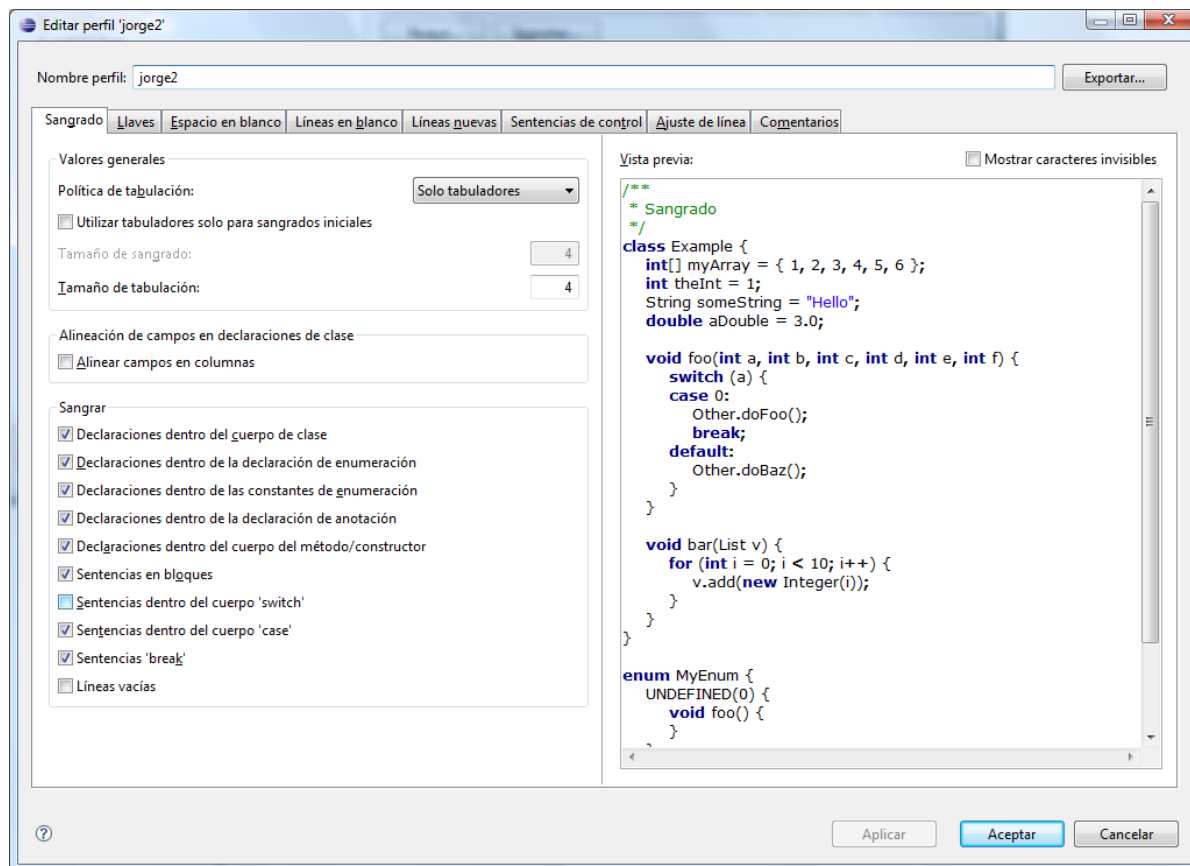 Editar perfil 'jorge2'
Nombre perfil: jorge2 Exportar...
Sangrado Llaves Espacio en blanco Líneas en blanco Líneas nuevas Sentencias de control Ajuste de línea Comentarios
Valores generales
Política de tabulación: Solo tabuladores
Utilizar tabuladores solo para sangrados iniciales
Tamaño de sangrado: 4
Tamaño de tabulación: 4
Alineación de campos en declaraciones de clase
Alinear campos en columnas
Sangrar
Declaraciones dentro del cuerpo de clase
Declaraciones dentro de la declaración de enumeración
Declaraciones dentro de las constantes de enumeración
Declaraciones dentro de la declaración de anotación
Declaraciones dentro del cuerpo del método/constructor
Sentencias en bloques
Sentencias dentro del cuerpo 'switch'
Sentencias dentro del cuerpo 'case'
Sentencias 'break'
Líneas vacías
Vista previa: Mostrar caracteres invisibles
/**
 * Sangrado
 */
class Example {
    int[] myArray = { 1, 2, 3, 4, 5, 6 };
    int theInt = 1;
    String someString = "Hello";
    double aDouble = 3.0;
    void foo(int a, int b, int c, int d, int e, int f) {
        switch (a) {
        case 0:
            Other.doFoo();
            break;
        default:
            Other.doBaz();
        }
    }
    void bar(List v) {
        for (int i = 0; i < 10; i++) {
            v.add(new Integer(i));
        }
    }
}
enum MyEnum {
    UNDEFINED(0) {
        void foo() {
        }
Aplicar Aceptar Cancelar